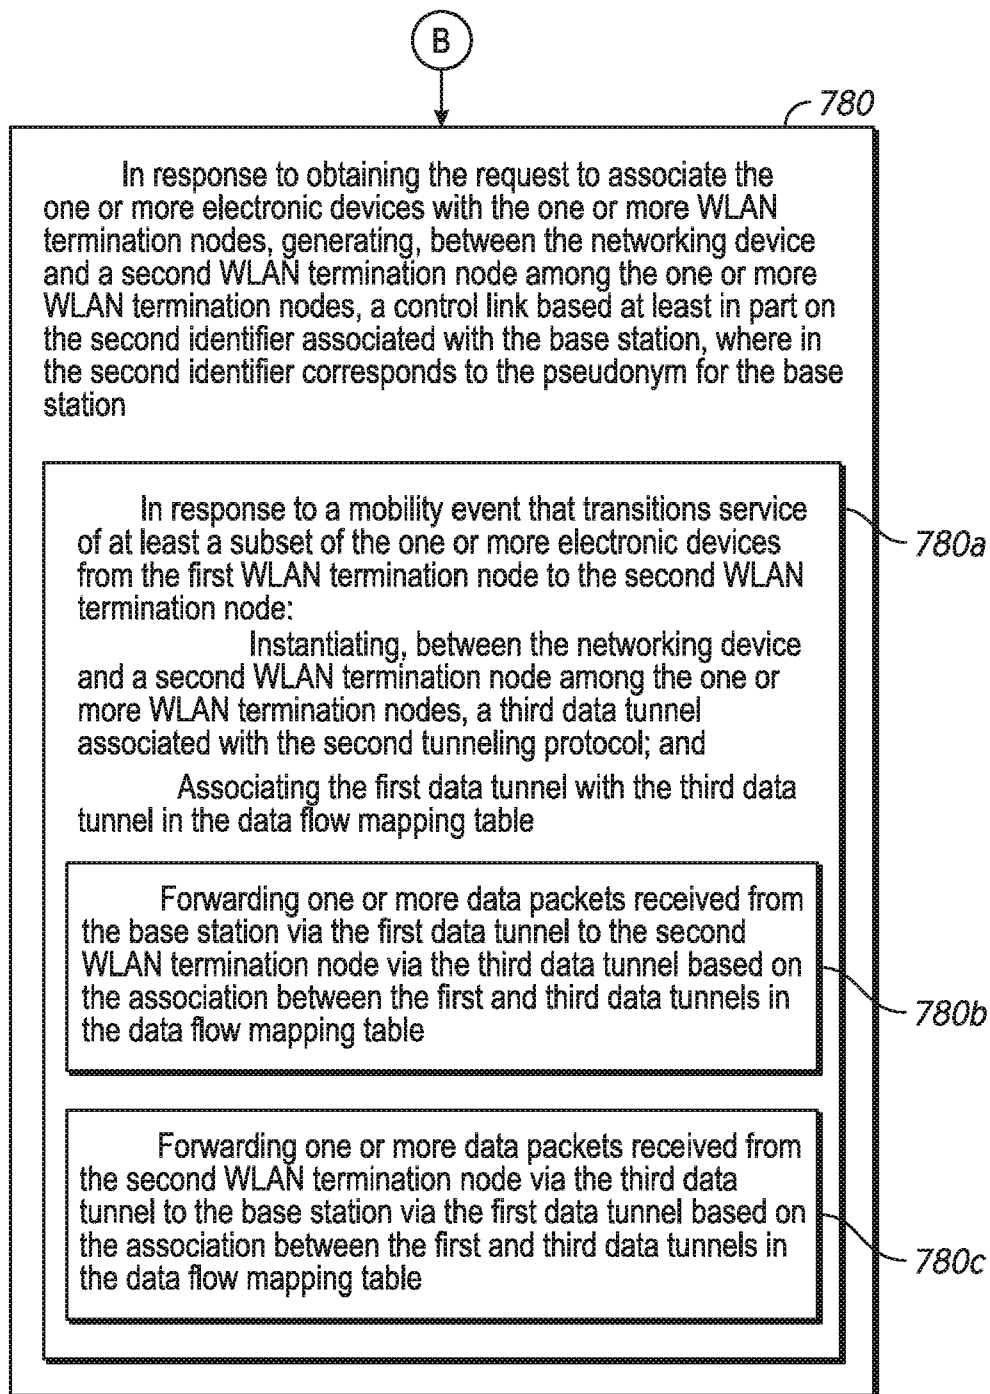 B
780
In response to obtaining the request to associate the
one or more electronic devices with the one or more WLAN
termination nodes, generating, between the networking device
and a second WLAN termination node among the one or more
WLAN termination nodes, a control link based at least in part on
the second identifier associated with the base station, where in
the second identifier corresponds to the pseudonym for the base
station
In response to a mobility event that transitions service
of at least a subset of the one or more electronic devices
from the first WLAN termination node to the second WLAN
termination node:
780a
Instantiating, between the networking device
and a second WLAN termination node among the one or
more WLAN termination nodes, a third data tunnel
associated with the second tunneling protocol; and
Associating the first data tunnel with the third data
tunnel in the data flow mapping table
Forwarding one or more data packets received from
the base station via the first data tunnel to the second
WLAN termination node via the third data tunnel based on
the association between the first and third data tunnels in
the data flow mapping table
780b
Forwarding one or more data packets received from
the second WLAN termination node via the third data
tunnel to the base station via the first data tunnel based on
the association between the first and third data tunnels in
the data flow mapping table
780c